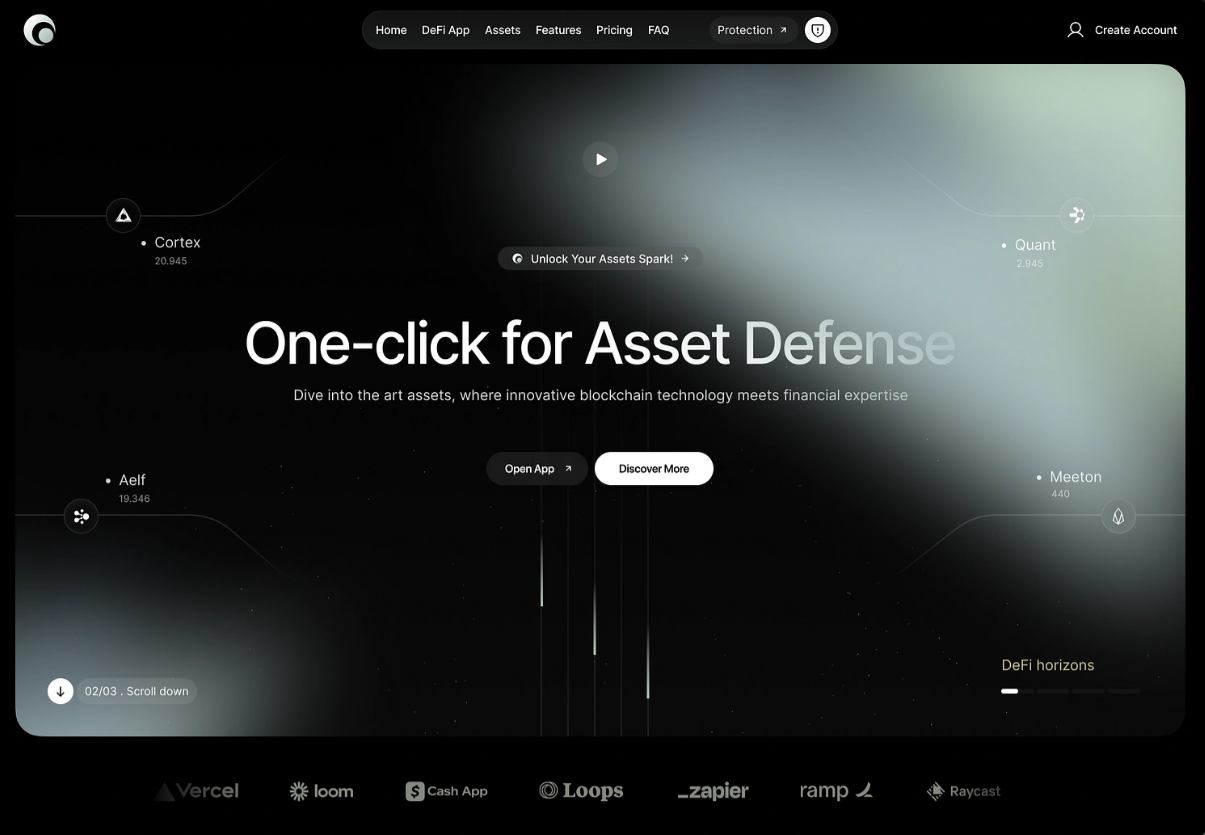 Home DeFi App Assets Features Pricing FAQ Protection Create Account
Cortex
20.945
Quant
2.945
Unlock Your Assets Spark!
One-click for Asset Defense
Dive into the art assets, where innovative blockchain technology meets financial expertise
Open App Discover More
Aelf
19.346
Meeton
440
DeFi horizons
02/03 . Scroll down
Vercel loom Cash App Loops zapier ramp Raycast